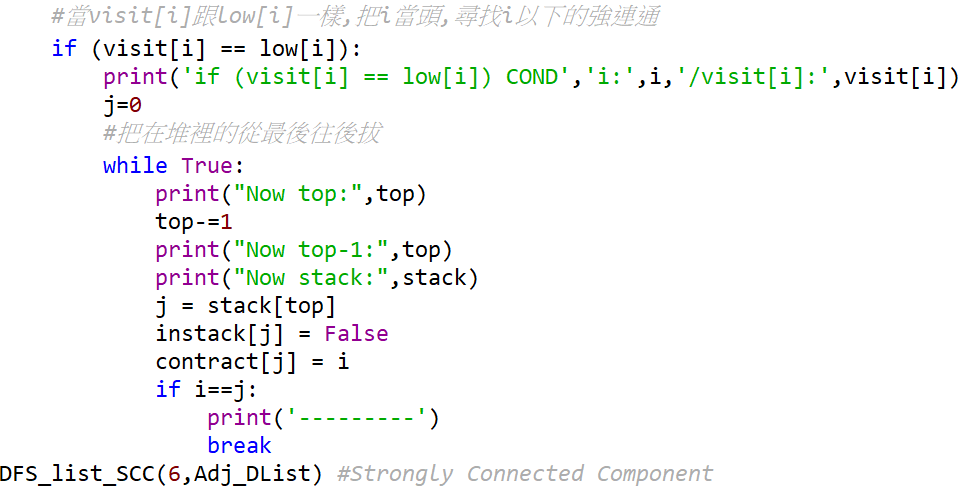 #當visit[i]跟low[i]一樣,把i當頭,尋找i以下的強連通
if (visit[i] == low[i]):
print('if (visit[i] == low[i]) COND','i:',i,'/visit[i]:',visit[i])
j=0
#把在堆裡的從最後往後拔
while True:
print("Now top:",top)
top-=1
print("Now top-1:",top)
print("Now stack:",stack)
j = stack[top]
instack[j] = False
contract[j] = i
if i==j:
print('---------')
break
DFS_list_SCC(6,Adj_DList) #Strongly Connected Component